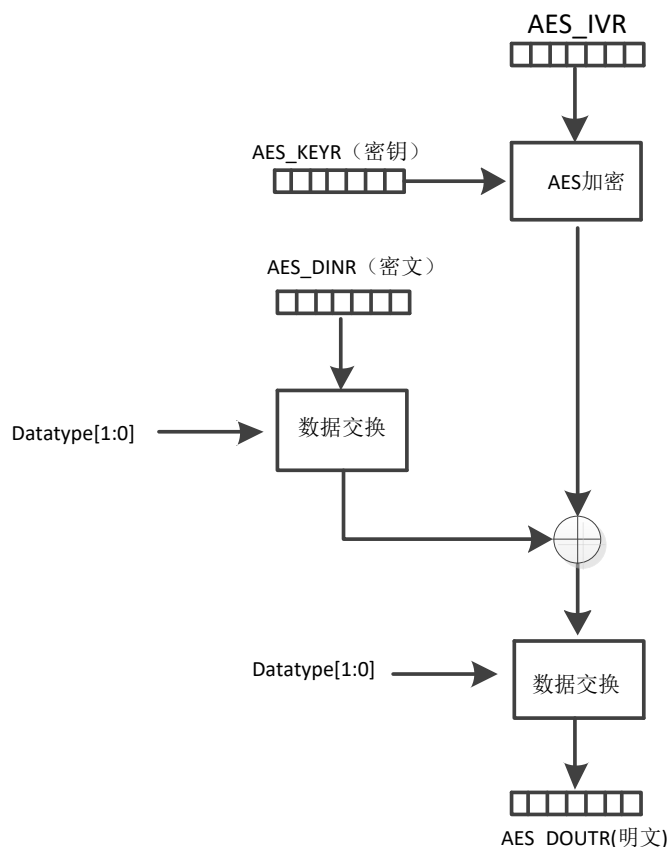 AES_IVR
AES_KEYR（密钥）
AES加密
AES_DINR（密文）
Datatype[1:0]
数据交换
Datatype[1:0]
数据交换
AES_DOUTR(明文)